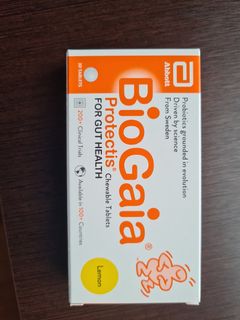 Abbott
Probiotics grounded in evolution
Driven by science
From Sweden
BioGaia®
Protectis® Chewable Tablets
FOR GUT HEALTH
200+ Clinical Trials
Available in 100+ Countries
Lemon